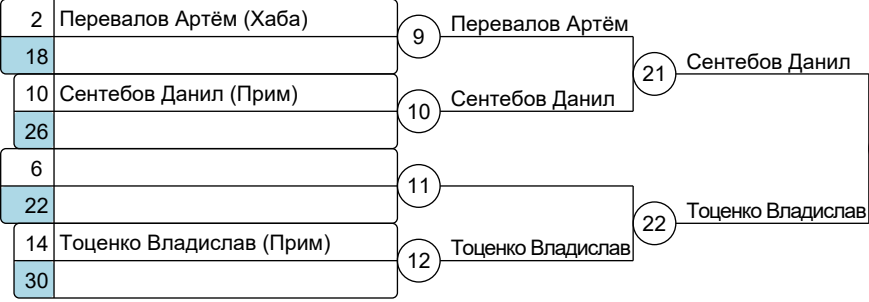 2 Перевалов Артём (Хаба)
18
9
Перевалов Артём
10 Сентебов Данил (Прим)
26
10
Сентебов Данил
21
Сентебов Данил
6
22
11
14 Тоценко Владислав (Прим)
30
12
Тоценко Владислав
22
Тоценко Владислав